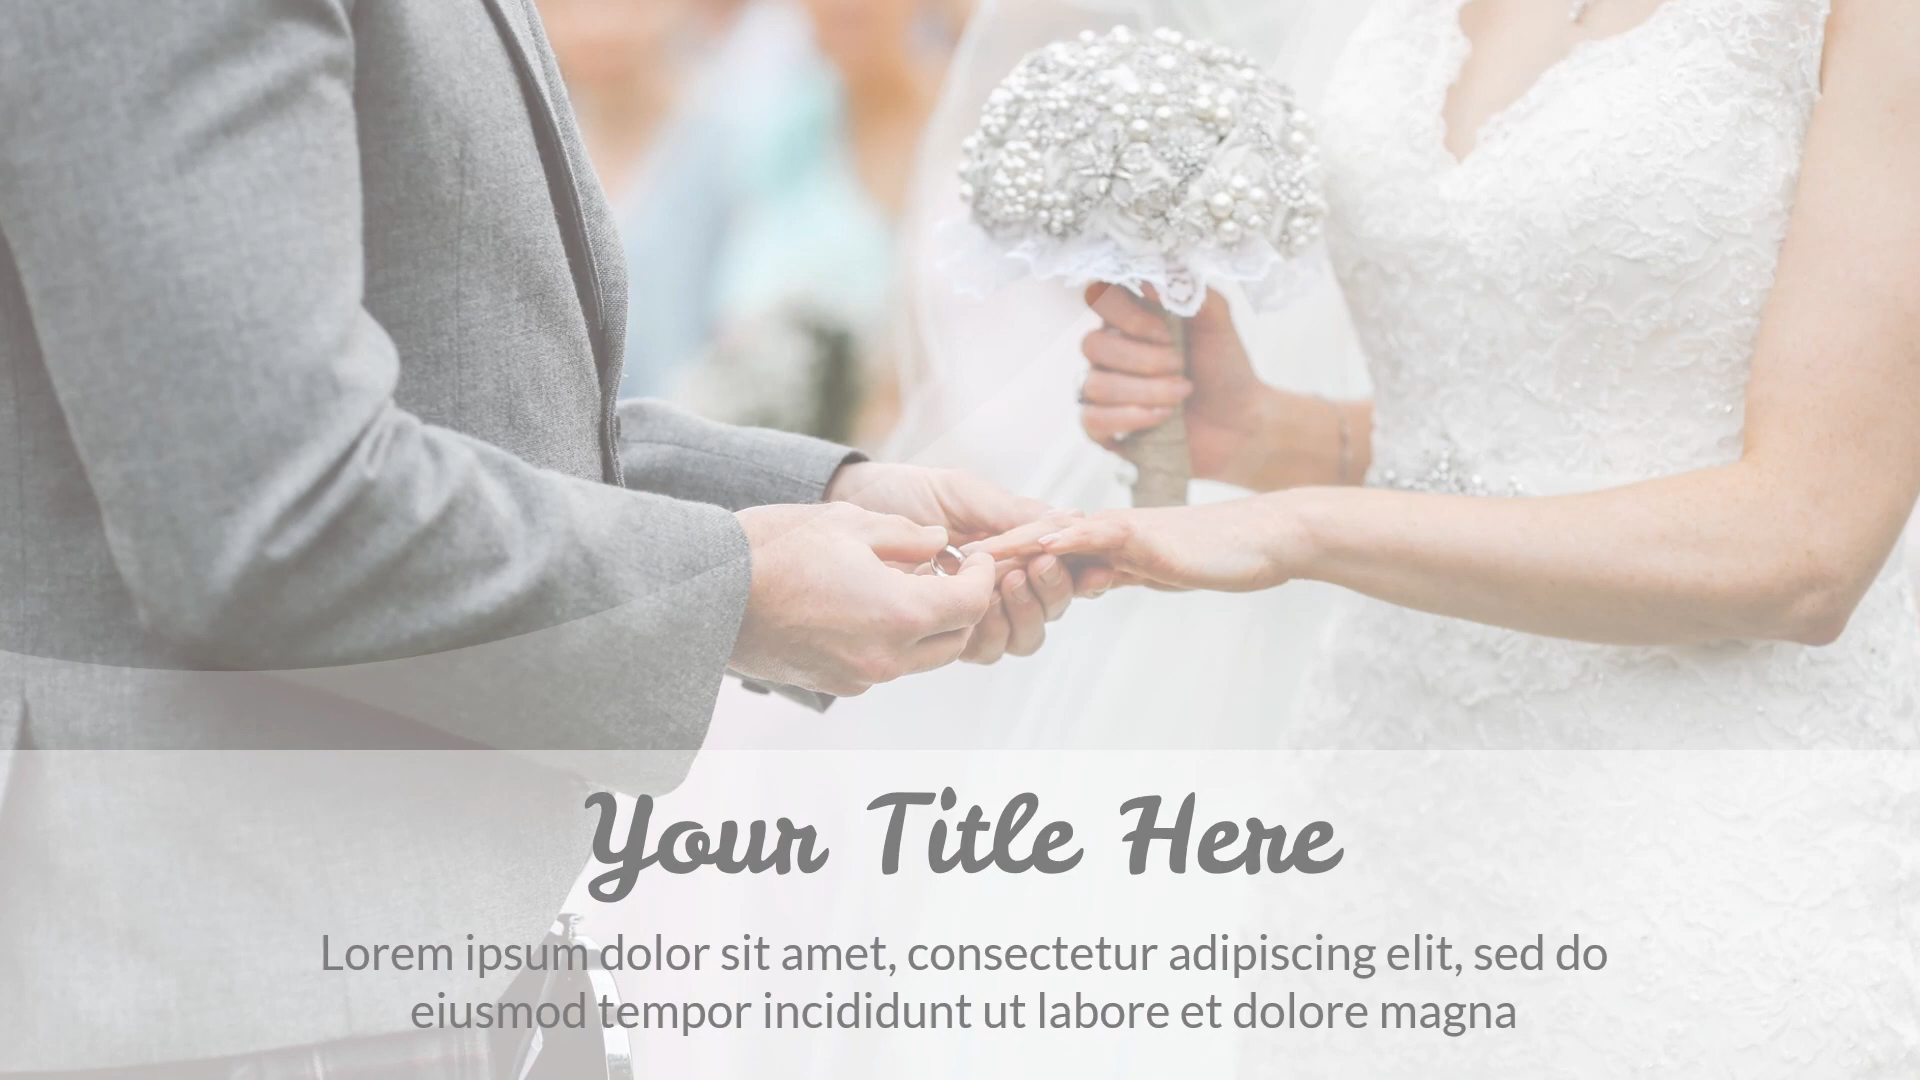 Your Title Here
Lorem ipsum dolor sit amet, consectetur adipiscing elit, sed do
eiusmod tempor incididunt ut labore et dolore magna